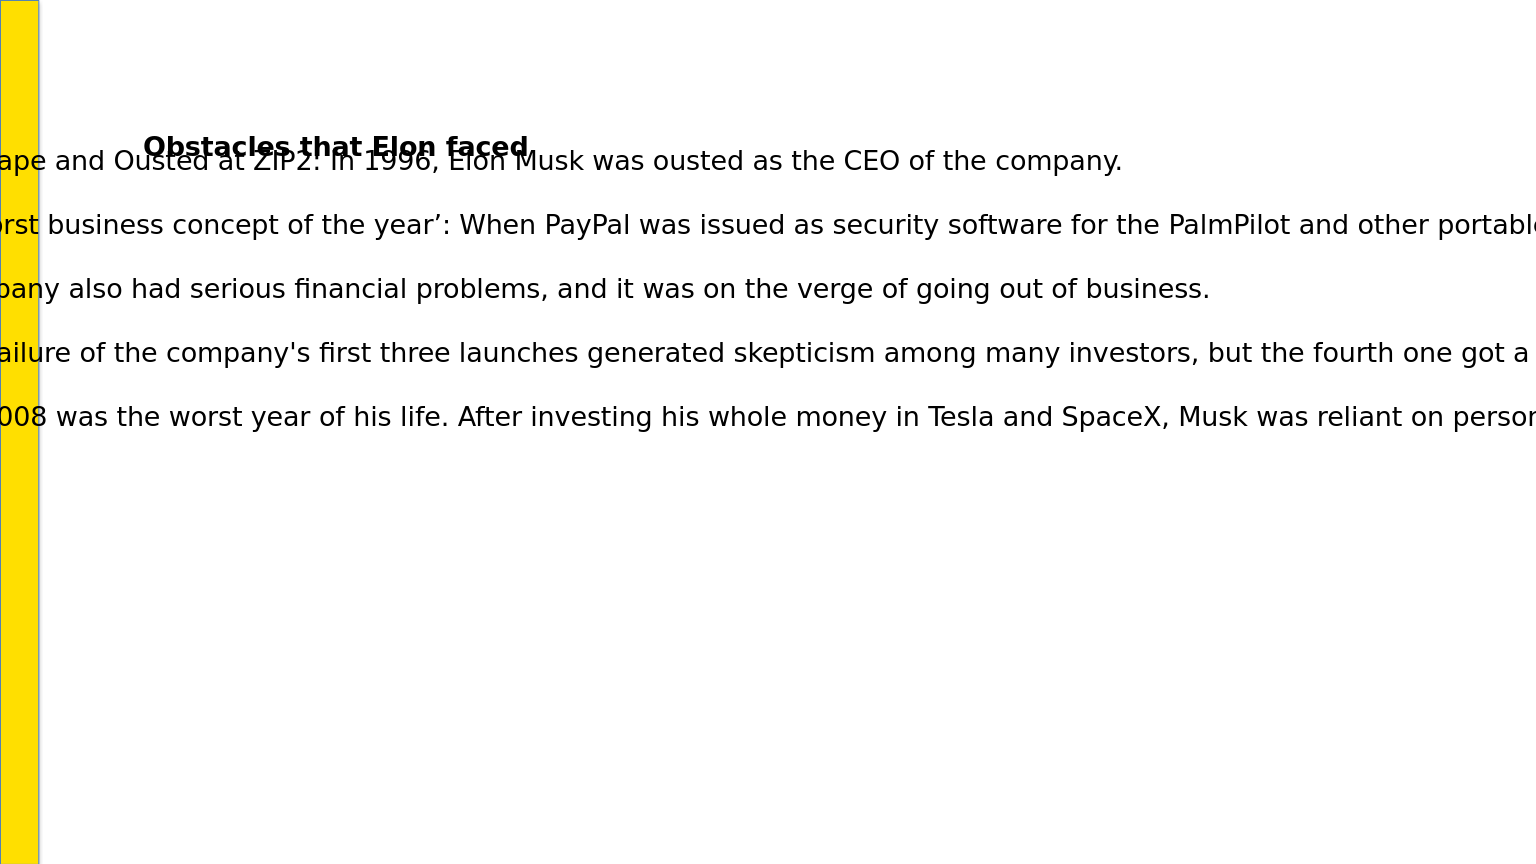 Obstacles that Elon faced
ape and Ousted at ZIP2: In 1996, Elon Musk was ousted as the CEO of the company.
orst business concept of the year’: When PayPal was issued as security software for the PalmPilot and other portable
pany also had serious financial problems, and it was on the verge of going out of business.
ailure of the company's first three launches generated skepticism among many investors, but the fourth one got a
008 was the worst year of his life. After investing his whole money in Tesla and SpaceX, Musk was reliant on person